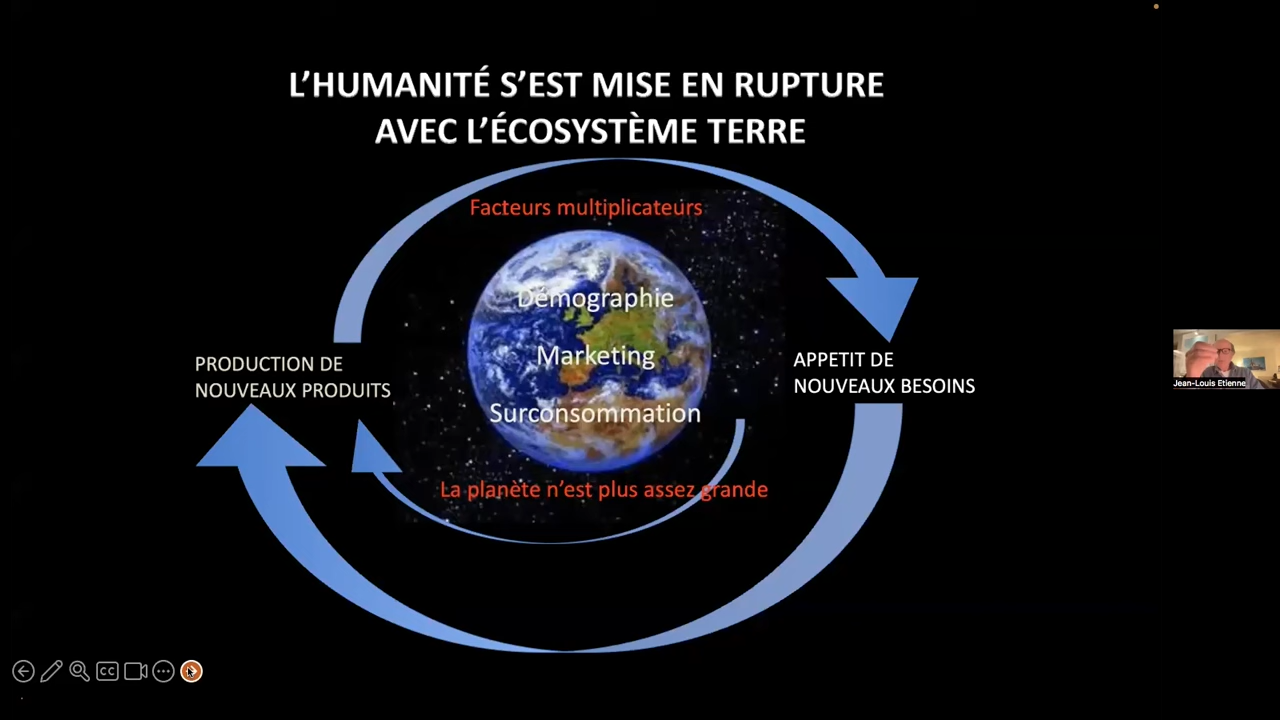 L’HUMANITÉ S’EST MISE EN RUPTURE
AVEC L’ÉCOSYSTÈME TERRE
Facteurs multiplicateurs
Démographie
Marketing
Surconsommation
PRODUCTION DE
NOUVEAUX PRODUITS
APPETIT DE
NOUVEAUX BESOINS
La planète n’est plus assez grande
Jean-Louis Etienne
CC